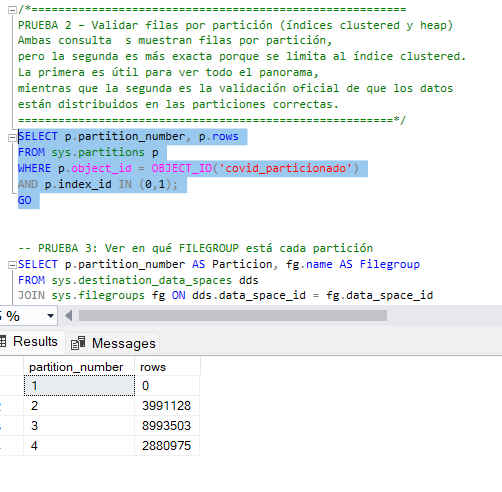 /*=====================================================
PRUEBA 2 – Validar filas por partición (índices clustered y heap)
Ambas consulta  s muestran filas por partición,
pero la segunda es más exacta porque se limita al índice clustered.
La primera es útil para ver todo el panorama,
mientras que la segunda es la validación oficial de que los datos
están distribuidos en las particiones correctas.
=====================================================*/
SELECT p.partition_number, p.rows
FROM sys.partitions p
WHERE p.object_id = OBJECT_ID('covid_particionado')
AND p.index_id IN (0,1);
GO
-- PRUEBA 3: Ver en qué FILEGROUP está cada partición
SELECT p.partition_number AS Particion, fg.name AS Filegroup
FROM sys.destination_data_spaces dds
JOIN sys.filegroups fg ON dds.data_space_id = fg.data_space_id
%
Results Messages
partition_number rows
1 0
2 3991128
3 8993503
4 2880975